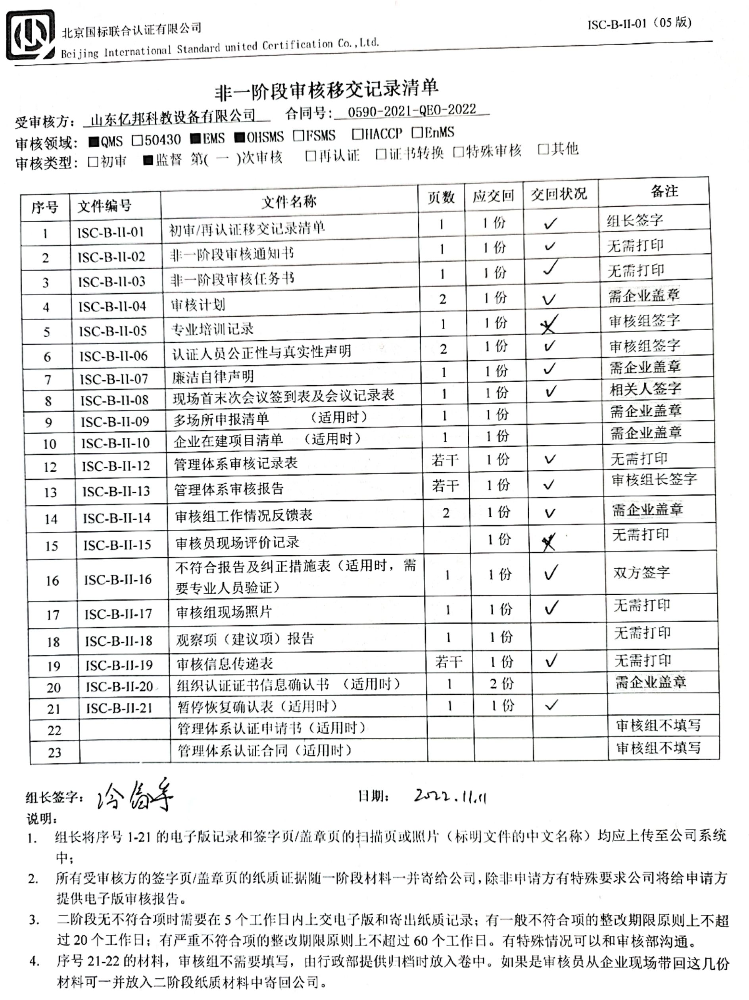 北京国标联合认证有限公司
ISC-B-II-01（05版)
Beijing International Standard united Certification Co.,Ltd.
非一阶段审核移交记录清单
受审核方：山东亿邦科教设备有限公司 合同号：0590-2021-QEO-2022
审核领域：■QMS □50430 ■EMS ■OHSMS □FSMS □HACCP □EnMS
审核类型：□初审 ■监督 第(一)次审核 □再认证 □证书转换 □特殊审核 □其他
序号 文件编号 文件名称 页数 应交回 交回状况 备注
1 ISC-B-II-01 初审/再认证移交记录清单 1 1份 ✓ 组长签字
2 ISC-B-II-02 非一阶段审核通知书 1 1份 ✓ 无需打印
3 ISC-B-II-03 非一阶段审核任务书 1 1份 ✓ 无需打印
4 ISC-B-II-04 审核计划 2 1份 ✓ 需企业盖章
5 ISC-B-II-05 专业培训记录 1 1份 审核组签字
6 ISC-B-II-06 认证人员公正性与真实性声明 2 1份 ✓ 审核组签字
7 ISC-B-II-07 廉洁自律声明 1 1份 ✓ 需企业盖章
8 ISC-B-II-08 现场首末次会议签到表及会议记录表 1 1份 ✓ 相关人签字
9 ISC-B-II-09 多场所申报清单 （适用时） 1 1份 需企业盖章
10 ISC-B-II-10 企业在建项目清单 （适用时） 1 1份 需企业盖章
12 ISC-B-II-12 管理体系审核记录表 若干 1份 ✓ 无需打印
13 ISC-B-II-13 管理体系审核报告 若干 1份 ✓ 审核组长签字
14 ISC-B-II-14 审核组工作情况反馈表 2 1份 ✓ 需企业盖章
15 ISC-B-II-15 审核员现场评价记录 1份 无需打印
16 ISC-B-II-16 不符合报告及纠正措施表（适用时，需 1 1份 ✓ 双方签字
要专业人员验证）
17 ISC-B-II-17 审核组现场照片 1 1份 ✓ 无需打印
18 ISC-B-II-18 观察项（建议项）报告 1 1份 无需打印
19 ISC-B-II-19 审核信息传递表 若干 1份 ✓ 无需打印
20 ISC-B-II-20 组织认证证书信息确认书 （适用时） 1 2份 需企业盖章
21 ISC-B-II-21 暂停恢复确认表（适用时） 1 1份 ✓
22 管理体系认证申请书（适用时） 审核组不填写
23 管理体系认证合同（适用时） 审核组不填写
组长签字： 日期： 2022.11.11
说明：
1. 组长将序号 1-21 的电子版记录和签字页/盖章页的扫描页或照片（标明文件的中文名称）均应上传至公司系统
中；
2. 所有受审核方的签字页/盖章页的纸质证据随一阶段材料一并寄给公司，除非申请方有特殊要求公司将给申请方
提供电子版审核报告。
3. 二阶段无不符合项时需要在 5 个工作日内上交电子版和寄出纸质记录；有一般不符合项的整改期限原则上不超
过 20 个工作日；有严重不符合项的整改期限原则上不超过 60 个工作日。有特殊情况可以和审核部沟通。
4. 序号 21-22 的材料，审核组不需要填写，由行政部提供归档时放入卷中。如果是审核员从企业现场带回这几份
材料可一并放入二阶段纸质材料中寄回公司。